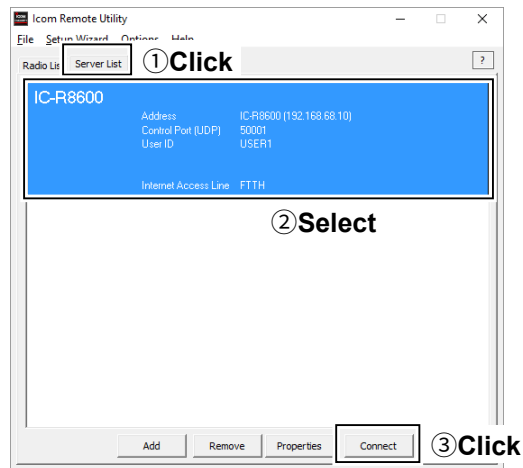 Icom Remote Utility
File Setup Wizard Options Help
Radio Lis Server List ①Click ?
IC-R8600
Address IC-R8600 (192.168.68.10)
Control Port (UDP) 50001
User ID USER1
Internet Access Line FTTH
②Select
Add Remove Properties Connect ③Click